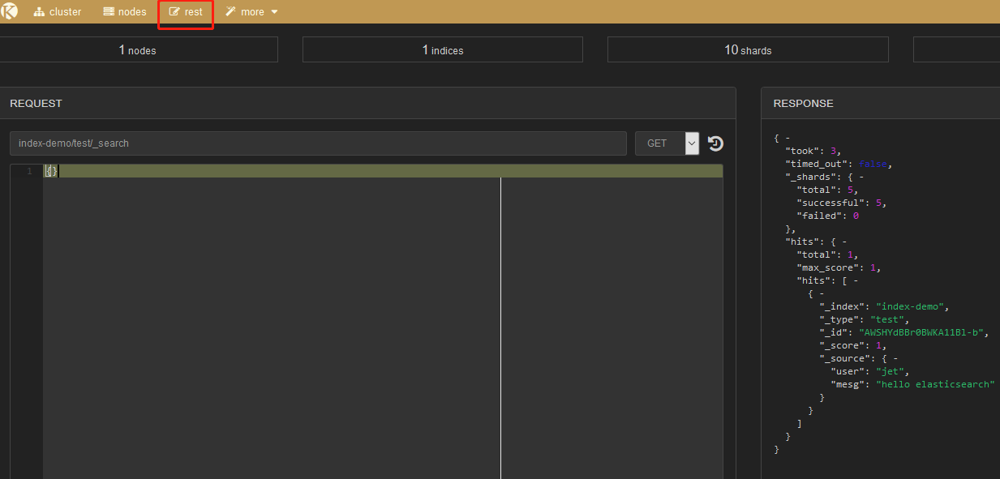 cluster nodes rest more
1 nodes 1 indices 10 shards
REQUEST
index-demo/test/_search GET
1 {}
RESPONSE
{ -
"took": 3,
"timed_out": false,
"_shards": { -
"total": 5,
"successful": 5,
"failed": 0
},
"hits": { -
"total": 1,
"max_score": 1,
"hits": [ -
{ -
"_index": "index-demo",
"_type": "test",
"_id": "AWSHYdBBr0BWKA11Bl-b",
"_score": 1,
"_source": { -
"user": "jet",
"mesg": "hello elasticsearch"
}
}
]
}
}